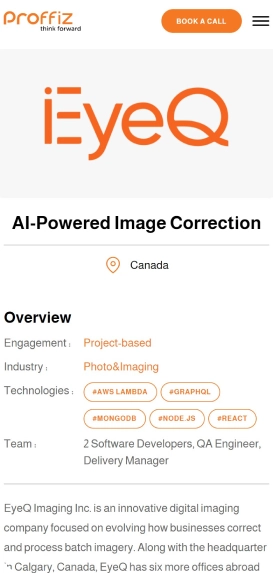 proffiz
think forward
BOOK A CALL
iEyeQ
AI-Powered Image Correction
Canada
Overview
Engagement : Project-based
Industry : Photo&Imaging
Technologies : #AWS LAMBDA #GRAPHQL
#MONGODB #NODE JS #REACT
Team : 2 Software Developers, QA Engineer,
Delivery Manager
EyeQ Imaging Inc. is an innovative digital imaging
company focused on evolving how businesses correct
and process batch imagery. Along with the headquarter
in Calgary, Canada, EyeQ has six more offices abroad